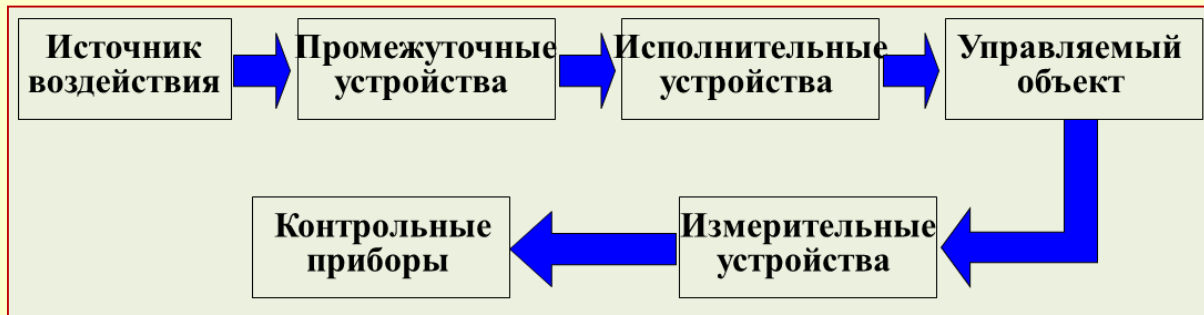 Источник
воздействия
Промежуточные
устройства
Исполнительные
устройства
Управляемый
объект
Контрольные
приборы
Измерительные
устройства